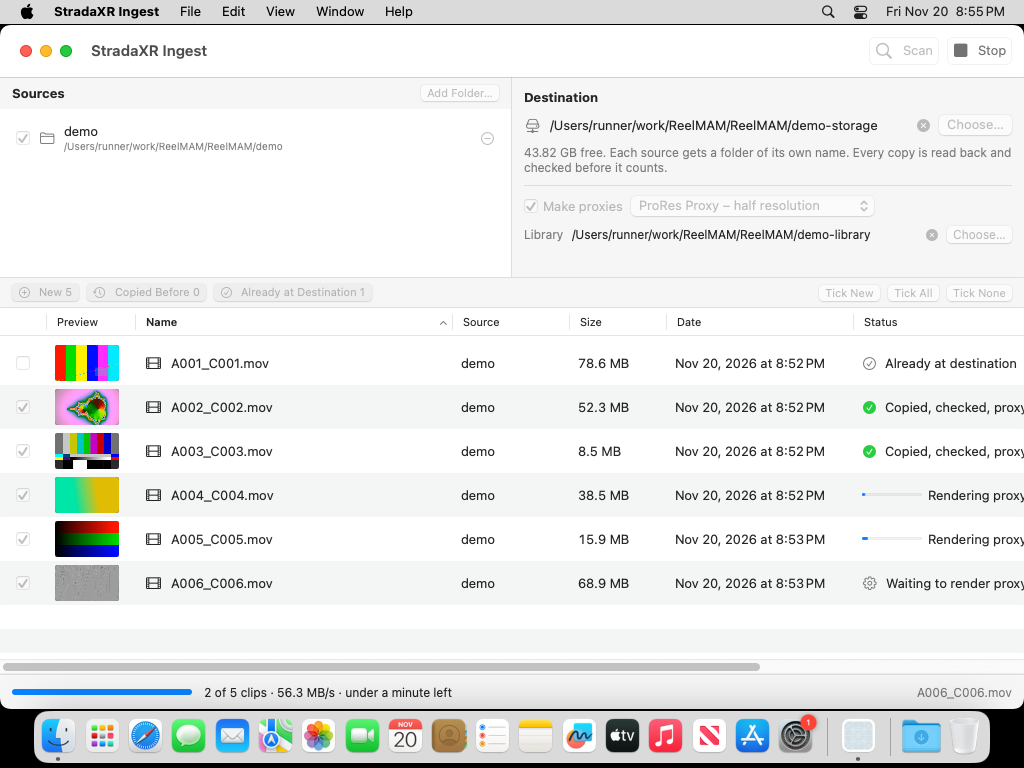 StradaXR Ingest File Edit View Window Help Fri Nov 20 8:55 PM
StradaXR Ingest Scan Stop
Sources Add Folder...
demo
/Users/runner/work/ReelMAM/ReelMAM/demo
Destination
/Users/runner/work/ReelMAM/ReelMAM/demo-storage Choose...
43.82 GB free. Each source gets a folder of its own name. Every copy is read back and
checked before it counts.
Make proxies ProRes Proxy – half resolution
Library /Users/runner/work/ReelMAM/ReelMAM/demo-library Choose...
New 5 Copied Before 0 Already at Destination 1 Tick New Tick All Tick None
Preview Name Source Size Date Status
A001_C001.mov demo 78.6 MB Nov 20, 2026 at 8:52 PM Already at destination
A002_C002.mov demo 52.3 MB Nov 20, 2026 at 8:52 PM Copied, checked, proxy
A003_C003.mov demo 8.5 MB Nov 20, 2026 at 8:52 PM Copied, checked, proxy
A004_C004.mov demo 38.5 MB Nov 20, 2026 at 8:52 PM Rendering proxy
A005_C005.mov demo 15.9 MB Nov 20, 2026 at 8:53 PM Rendering proxy
A006_C006.mov demo 68.9 MB Nov 20, 2026 at 8:53 PM Waiting to render proxy
2 of 5 clips · 56.3 MB/s · under a minute left A006_C006.mov
NOV
20
tv
1